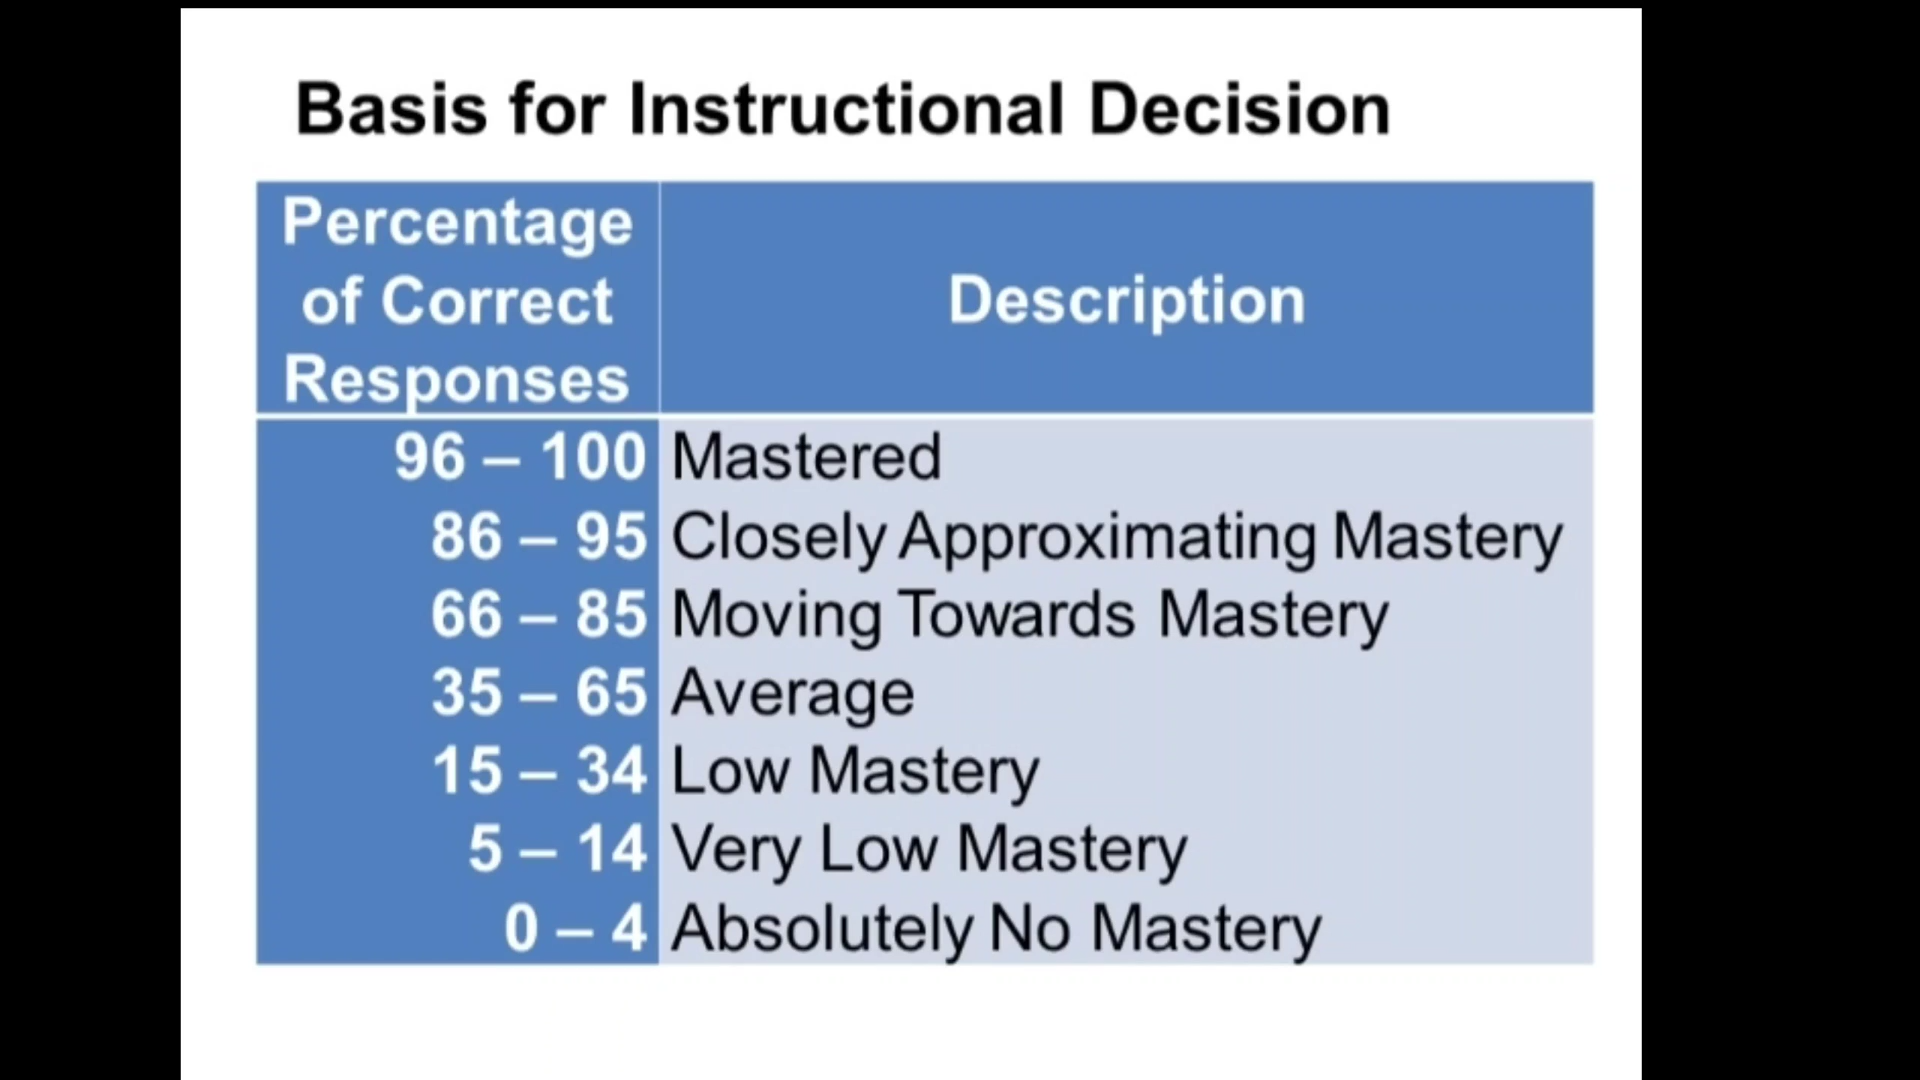 Basis for Instructional Decision
Percentage
of Correct
Responses
Description
96 – 100 Mastered
86 – 95 Closely Approximating Mastery
66 – 85 Moving Towards Mastery
35 – 65 Average
15 – 34 Low Mastery
5 – 14 Very Low Mastery
0 – 4 Absolutely No Mastery